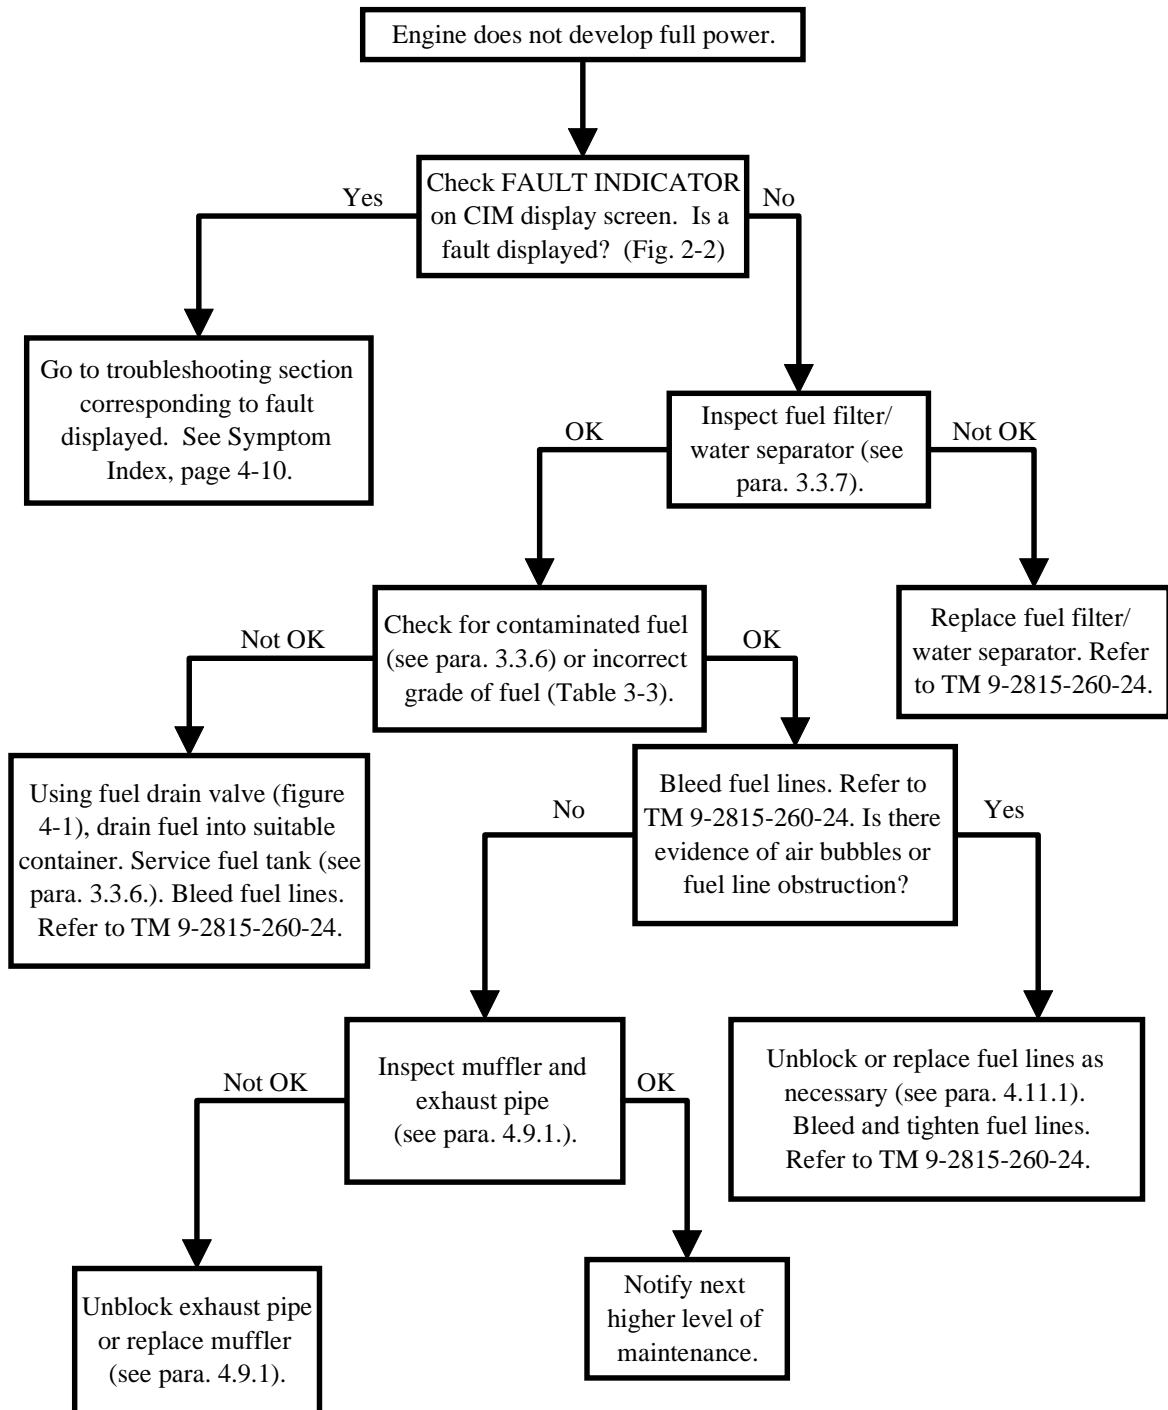 Engine does not develop full power.
Check FAULT INDICATOR
on CIM display screen.  Is a
fault displayed?  (Fig. 2-2)
Yes
No
Go to troubleshooting section
corresponding to fault
displayed.  See Symptom
Index, page 4-10.
Inspect fuel filter/
water separator (see
para. 3.3.7).
OK
Not OK
Check for contaminated fuel
(see para. 3.3.6) or incorrect
grade of fuel (Table 3-3).
Replace fuel filter/
water separator. Refer
to TM 9-2815-260-24.
Not OK
OK
Using fuel drain valve (figure
4-1), drain fuel into suitable
container. Service fuel tank (see
para. 3.3.6.). Bleed fuel lines.
Refer to TM 9-2815-260-24.
Bleed fuel lines. Refer to
TM 9-2815-260-24. Is there
evidence of air bubbles or
fuel line obstruction?
No
Yes
Inspect muffler and
exhaust pipe
(see para. 4.9.1.).
Unblock or replace fuel lines as
necessary (see para. 4.11.1).
Bleed and tighten fuel lines.
Refer to TM 9-2815-260-24.
Not OK
OK
Unblock exhaust pipe
or replace muffler
(see para. 4.9.1).
Notify next
higher level of
maintenance.